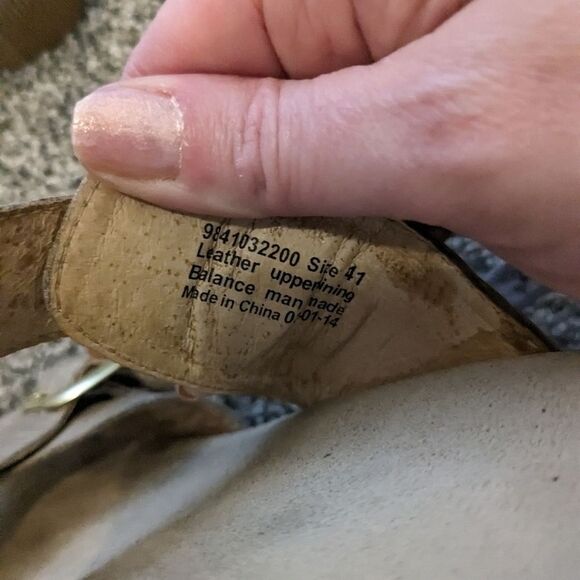 9841032200 Size 41
Leather upper/lining
Balance man made
Made in China 0 -01-14